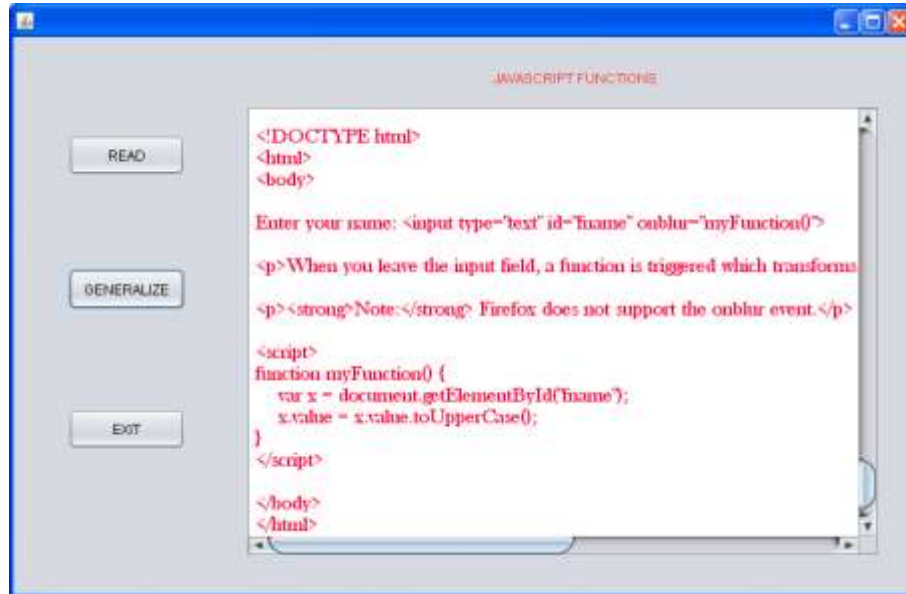 JAVASCRIPT FUNCTIONS
READ
GENERALIZE
EXIT
<!DOCTYPE html>
<html>
<body>
Enter your name: <input type="text" id="fname" onblur="myFunction()">
<p>When you leave the input field, a function is triggered which transforms
<p><strong>Note:</strong> Firefox does not support the onblur event.</p>
<script>
function myFunction() {
var x = document.getElementById("fname");
x.value = x.value.toUpperCase();
}
</script>
</body>
</html>